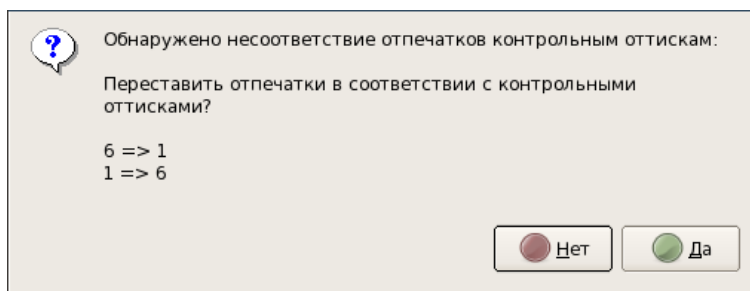 Обнаружено несоответствие отпечатков контрольным оттискам:
Переставить отпечатки в соответствии с контрольными
оттисками?
6 => 1
1 => 6
Нет
Да